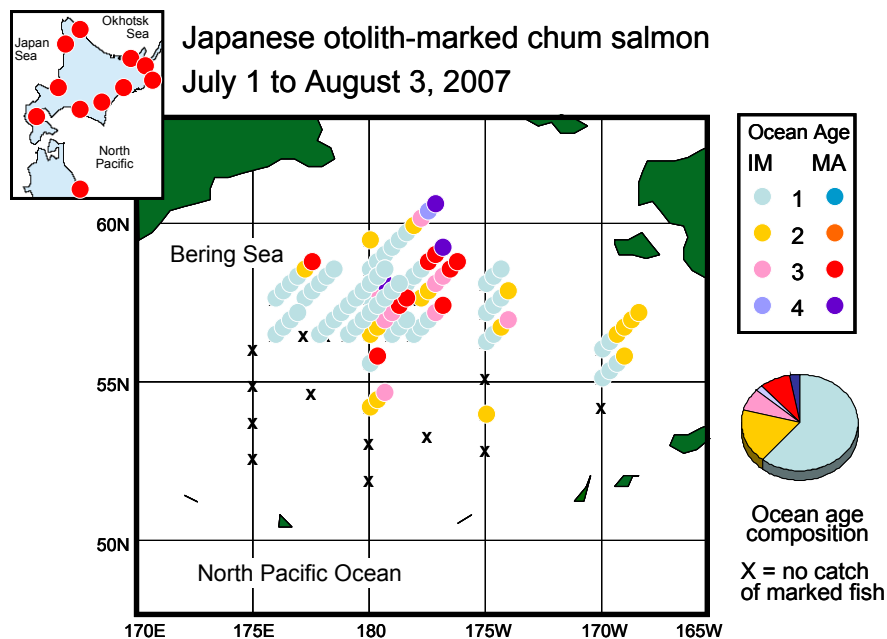 Japanese otolith-marked chum salmon
July 1 to August 3, 2007
Okhotsk
Sea
Japan
Sea
North
Pacific
Ocean Age
IM MA
1
2
3
4
60N
55N
50N
Bering Sea
North Pacific Ocean
x x
x
x x x
x x
x x x
x x
x
170E 175E 180 175W 170W 165W
Ocean age
composition
X = no catch
of marked fish